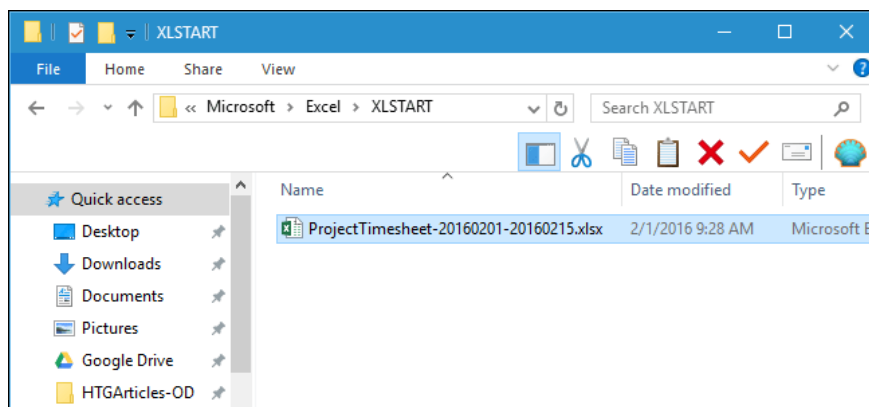 XLSTART
File Home Share View
« Microsoft > Excel > XLSTART Search XLSTART
Name Date modified Type
Quick access
ProjectTimesheet-20160201-20160215.xlsx 2/1/2016 9:28 AM Microsoft E
Desktop
Downloads
Documents
Pictures
Google Drive
HTGArticles-OD